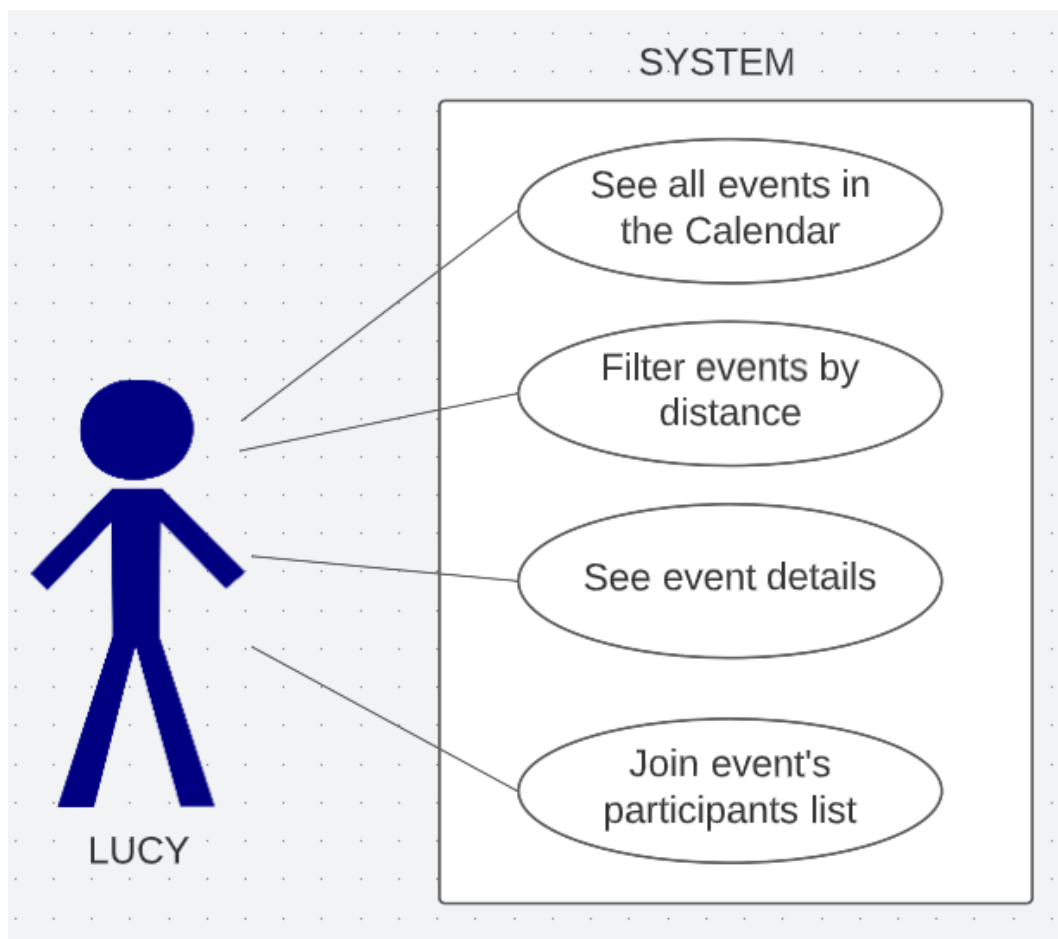 SYSTEM
See all events in
the Calendar
Filter events by
distance
See event details
Join event's
participants list
LUCY